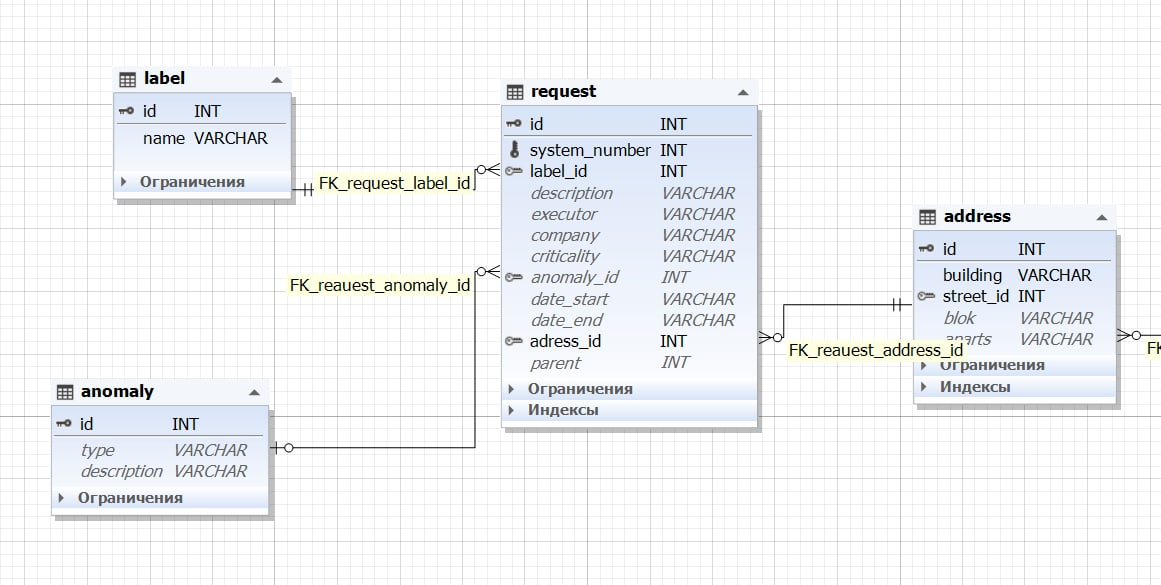 label
id INT
name VARCHAR
Ограничения
FK_request_label_id
request
id INT
system_number INT
label_id INT
description VARCHAR
executor VARCHAR
company VARCHAR
criticality VARCHAR
anomaly_id INT
date_start VARCHAR
date_end VARCHAR
adress_id INT
parent INT
Ограничения
Индексы
FK_reauest_anomaly_id
anomaly
id INT
type VARCHAR
description VARCHAR
Ограничения
FK_reauest_address_id
address
id INT
building VARCHAR
street_id INT
blok VARCHAR
aparts VARCHAR
Ограничения
Индексы